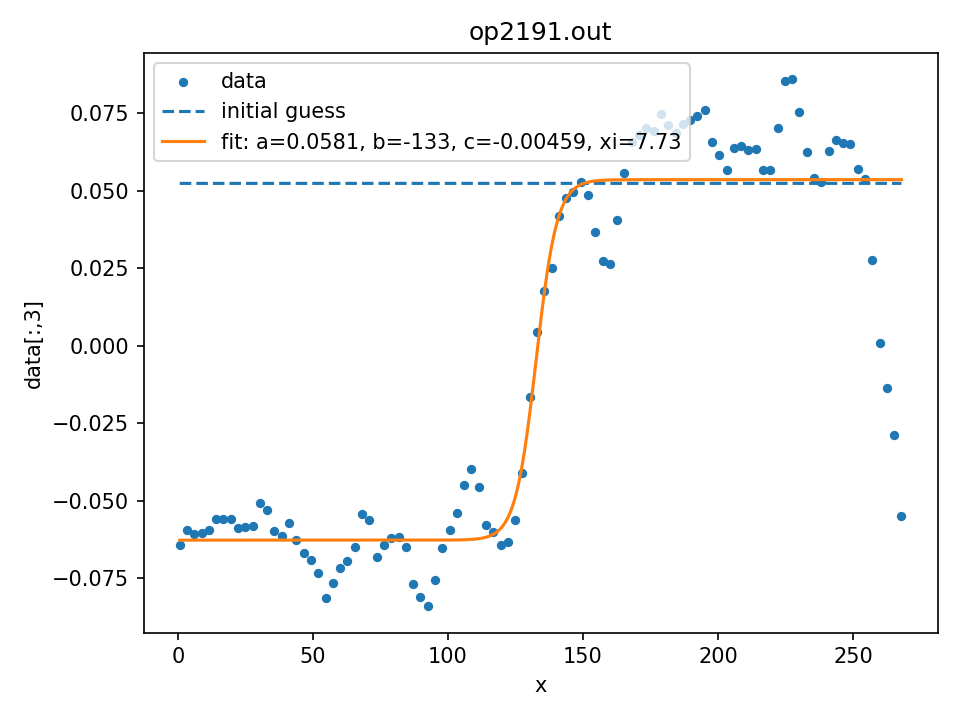 op2191.out
data
initial guess
fit: a=0.0581, b=-133, c=-0.00459, xi=7.73
0.075
0.050
0.025
0.000
−0.025
−0.050
−0.075
data[:,3]
0 50 100 150 200 250
x